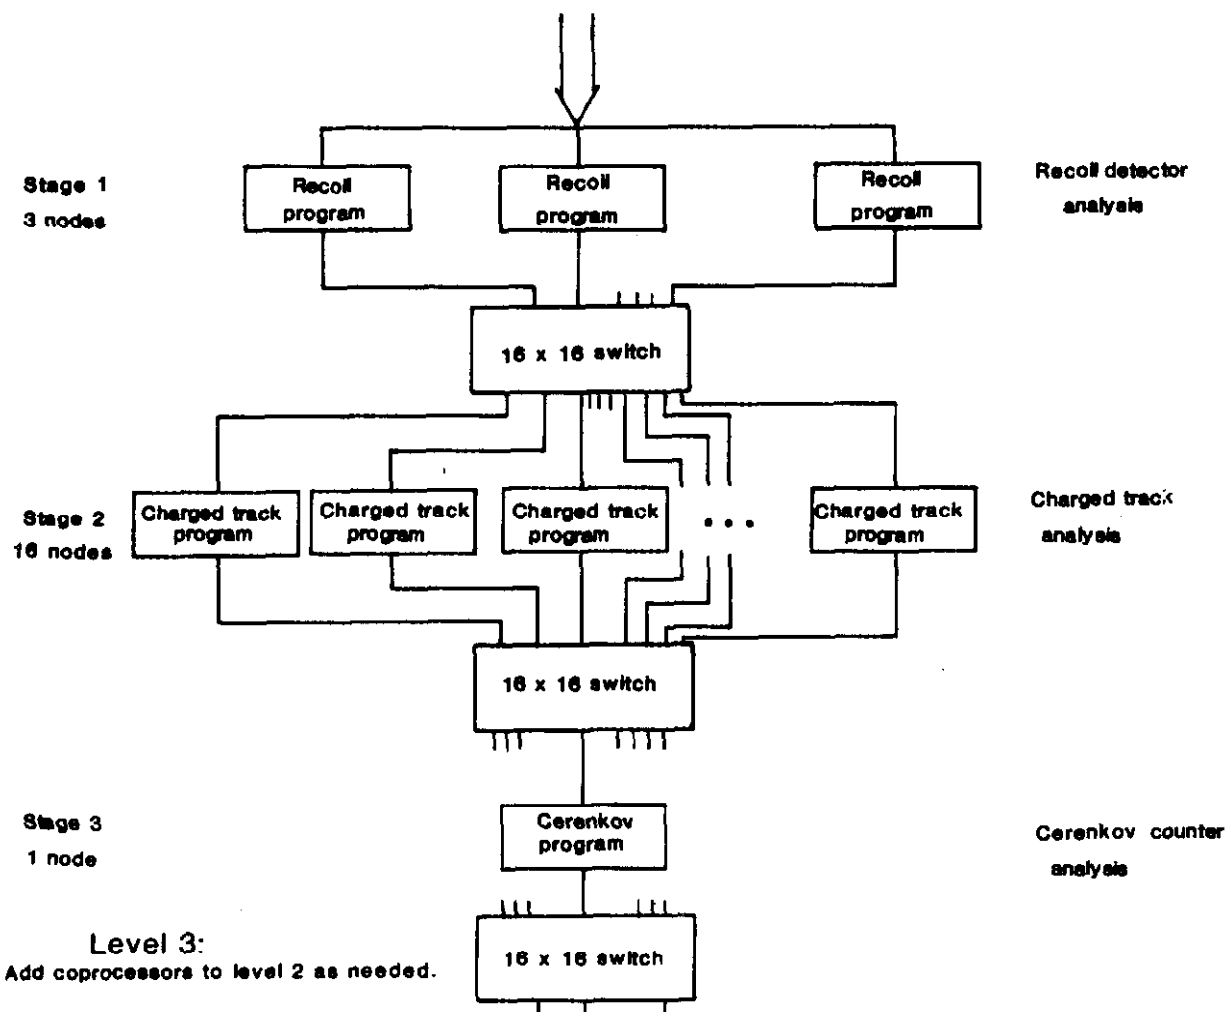 Stage 1
3 nodes
Recoil
program
Recoil
program
Recoil
program
Recoil detector
analysis
16 x 16 switch
Stage 2
16 nodes
Charged track
program
Charged track
program
Charged track
program
• • •
Charged track
program
Charged track
analysis
16 x 16 switch
Stage 3
1 node
Cerenkov
program
Cerenkov counter
analysis
Level 3:
Add coprocessors to level 2 as needed.
16 x 16 switch